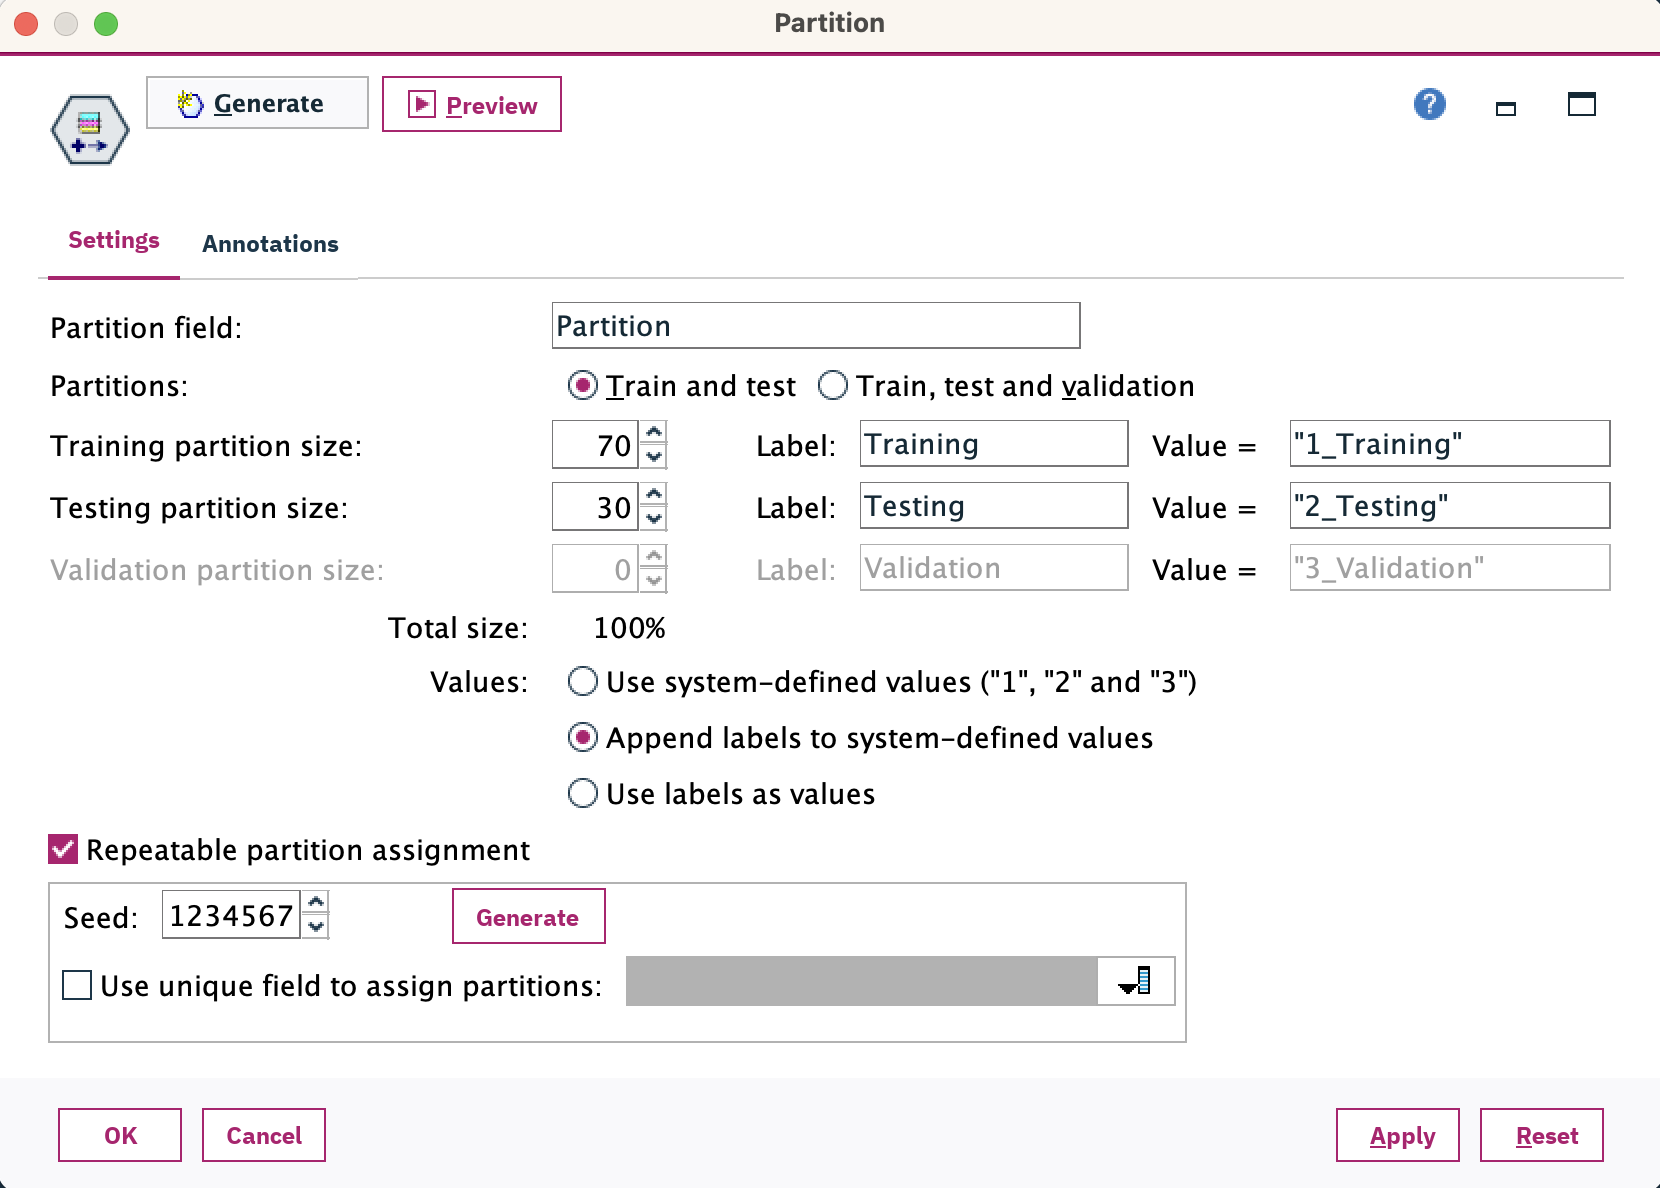 Partition
Generate
Preview
?
Settings Annotations
Partition field: Partition
Partitions: Train and test Train, test and validation
Training partition size: 70 Label: Training Value = "1_Training"
Testing partition size: 30 Label: Testing Value = "2_Testing"
Validation partition size: 0 Label: Validation Value = "3_Validation"
Total size: 100%
Values: Use system-defined values ("1", "2" and "3")
Append labels to system-defined values
Use labels as values
Repeatable partition assignment
Seed: 1234567 Generate
Use unique field to assign partitions:
OK Cancel Apply Reset